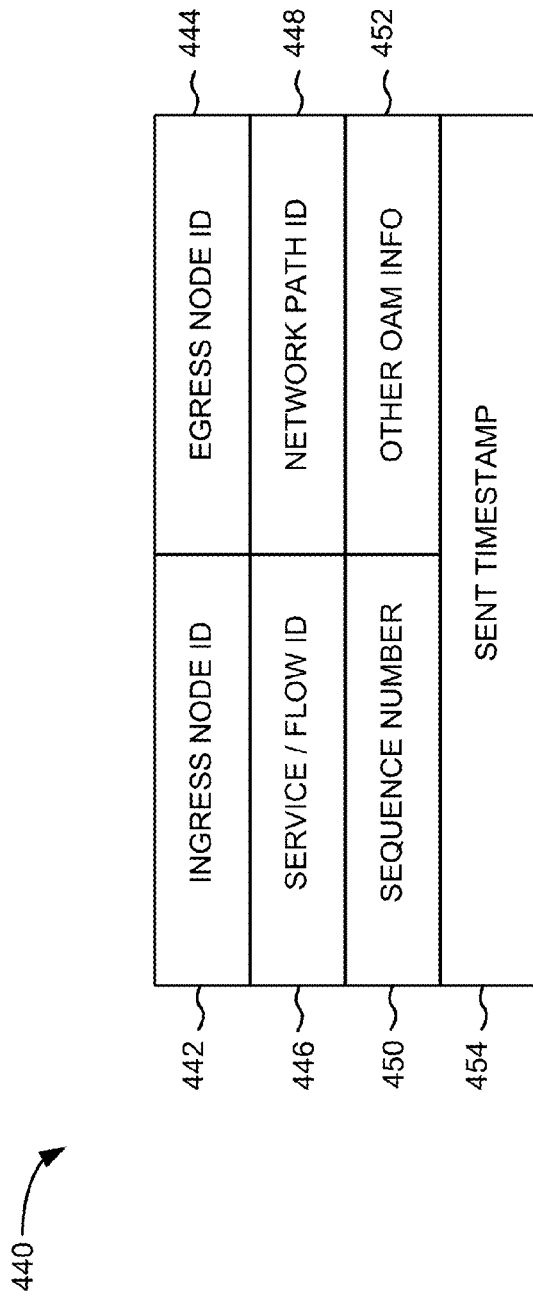 440
442 INGRESS NODE ID EGRESS NODE ID 444
446 SERVICE / FLOW ID NETWORK PATH ID 448
450 SEQUENCE NUMBER OTHER OAM INFO 452
454 SENT TIMESTAMP